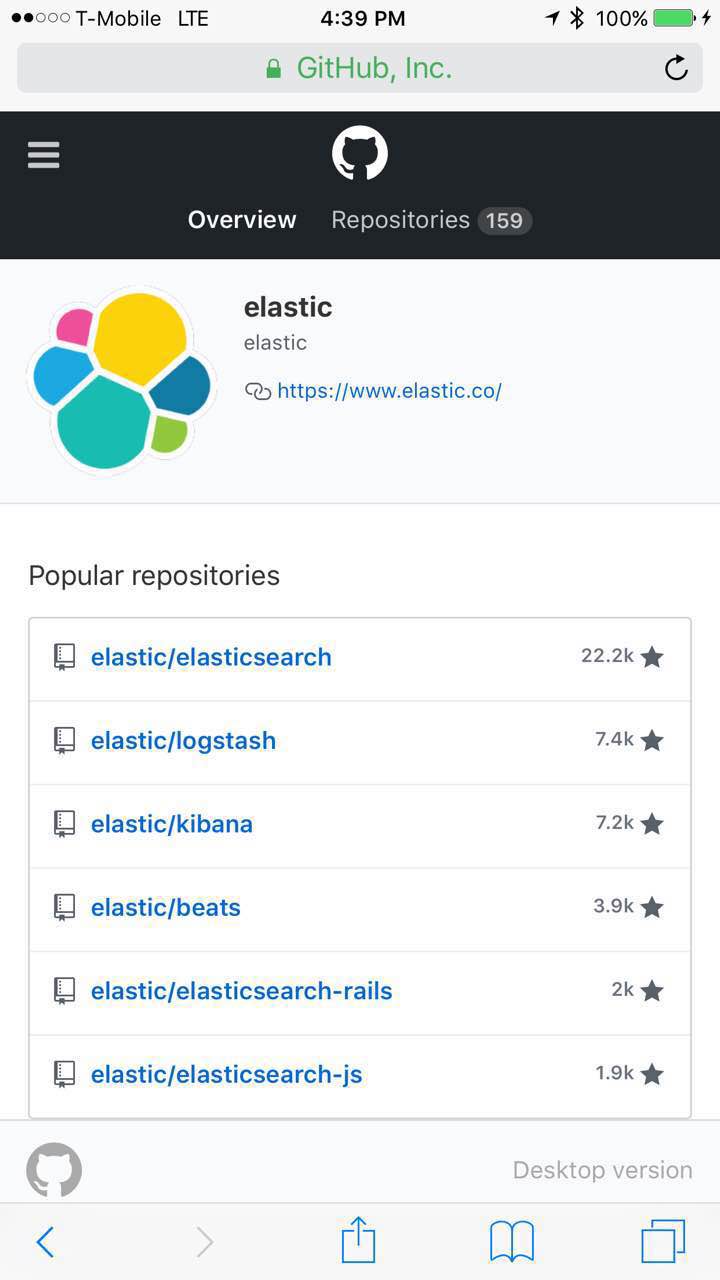 T-Mobile LTE 4:39 PM 100%
GitHub, Inc.
Overview Repositories 159
elastic
elastic
https://www.elastic.co/
Popular repositories
elastic/elasticsearch 22.2k
elastic/logstash 7.4k
elastic/kibana 7.2k
elastic/beats 3.9k
elastic/elasticsearch-rails 2k
elastic/elasticsearch-js 1.9k
Desktop version